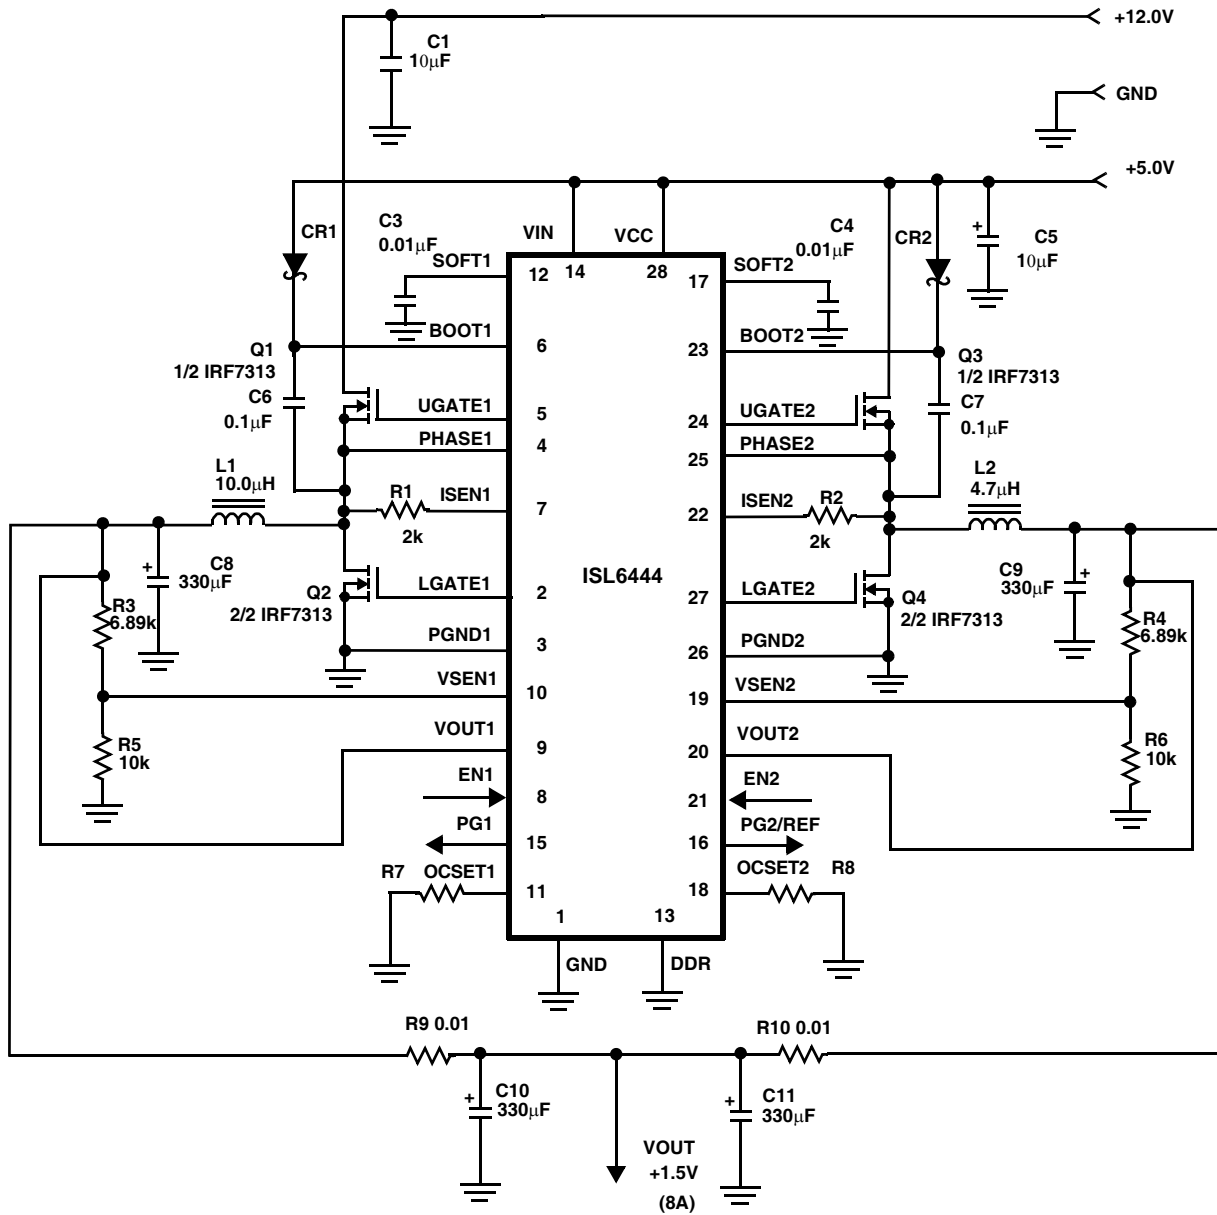 +12.0V
C1
10μF
GND
+5.0V
C3
0.01μF
CR1
VIN
VCC
C4
0.01μF
CR2
C5
+
10μF
SOFT1
12
14
28
17
SOFT2
BOOT1
6
23
BOOT2
Q1
1/2 IRF7313
C6
0.1μF
Q3
1/2 IRF7313
C7
0.1μF
UGATE1
5
24
UGATE2
PHASE1
4
25
PHASE2
L1
10.0μH
R1
2k
ISEN1
7
22
ISEN2
R2
2k
L2
4.7μH
C8
+
330μF
ISL6444
C9
+
330μF
Q2
2/2 IRF7313
LGATE1
2
27
LGATE2
Q4
2/2 IRF7313
R3
6.89k
R4
6.89k
PGND1
3
26
PGND2
VSEN1
10
19
VSEN2
R5
10k
VOUT1
9
20
VOUT2
R6
10k
EN1
8
21
EN2
PG1
15
16
PG2/REF
R7
OCSET1
11
18
OCSET2
R8
1
13
GND
DDR
R9 0.01
R10 0.01
+
C10
330μF
+
C11
330μF
VOUT
+1.5V
(8A)